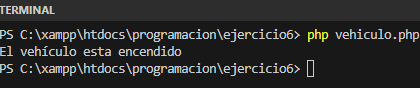 TERMINAL
PS C:\xampp\htdocs\programacion\ejercicio6> php vehiculo.php
El vehículo esta encendido
PS C:\xampp\htdocs\programacion\ejercicio6>